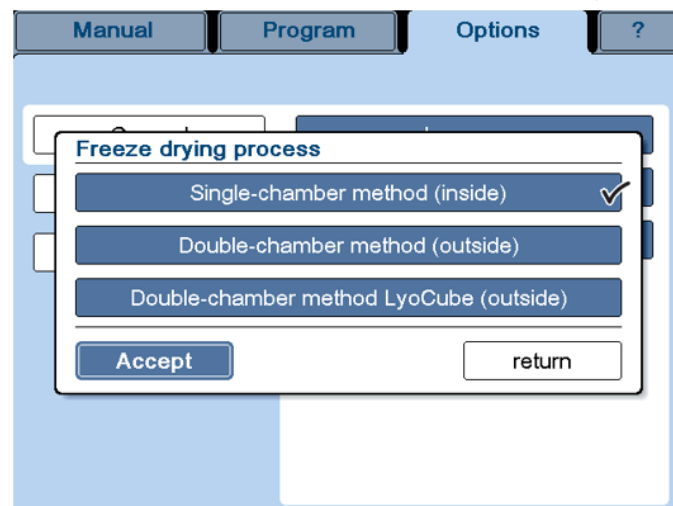 Manual
Program
Options
?
Freeze drying process
Single-chamber method (inside)
Double-chamber method (outside)
Double-chamber method LyoCube (outside)
Accept
return